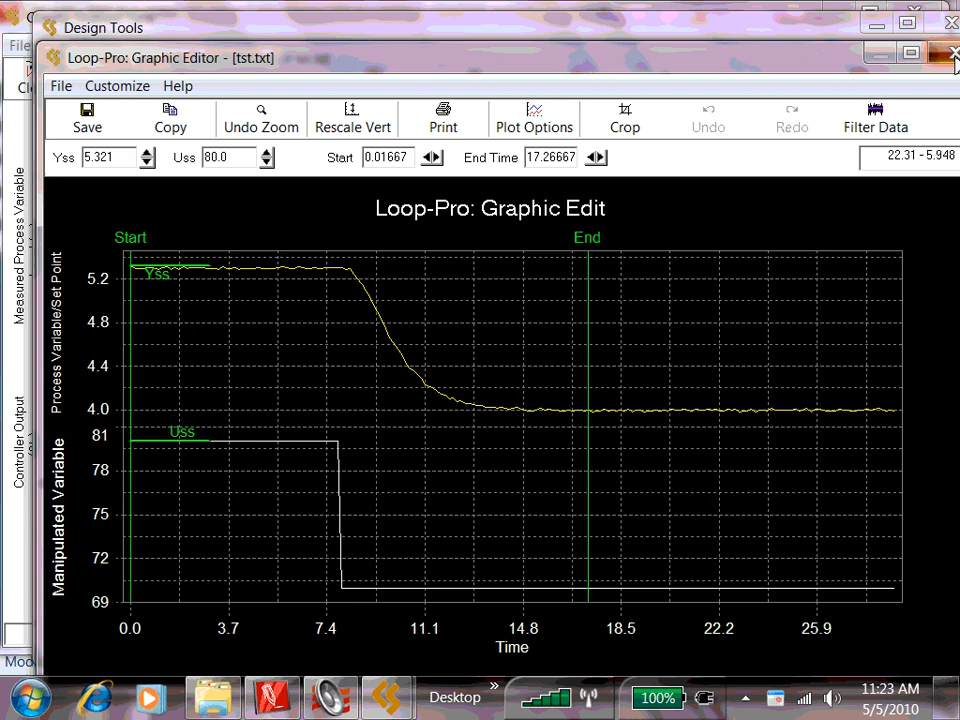 Design Tools
File
Loop-Pro: Graphic Editor - [tst.txt]
File Customize Help
Save Copy Undo Zoom Rescale Vert Print Plot Options Crop Undo Redo Filter Data
Yss 5.321 Uss 80.0 Start 0.01667 End Time 17.26667 22.31 - 5.948
Loop-Pro: Graphic Edit
Start End
Measured Process Variable
Process Variable/Set Point
5.2
Yss
4.8
4.4
4.0
Controller Output
Manipulated Variable
81
Uss
78
75
72
69
0.0 3.7 7.4 11.1 14.8 18.5 22.2 25.9
Time
Desktop » 100% 11:23 AM
5/5/2010